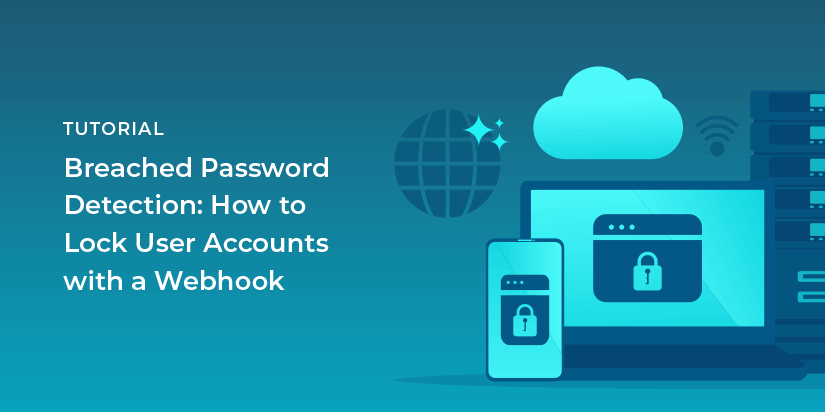 TUTORIAL
Breached Password
Detection: How to
Lock User Accounts
with a Webhook